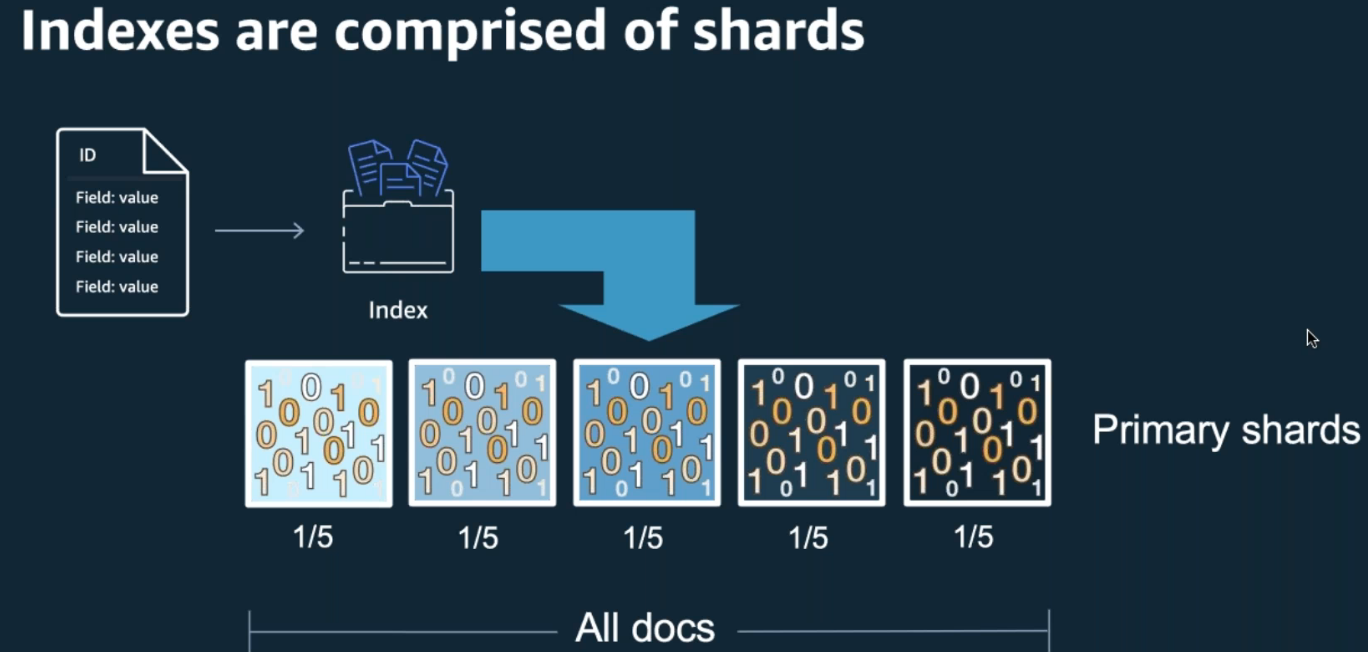 Indexes are comprised of shards
ID
Field: value
Field: value
Field: value
Field: value
Index
Primary shards
1/5 1/5 1/5 1/5 1/5
All docs